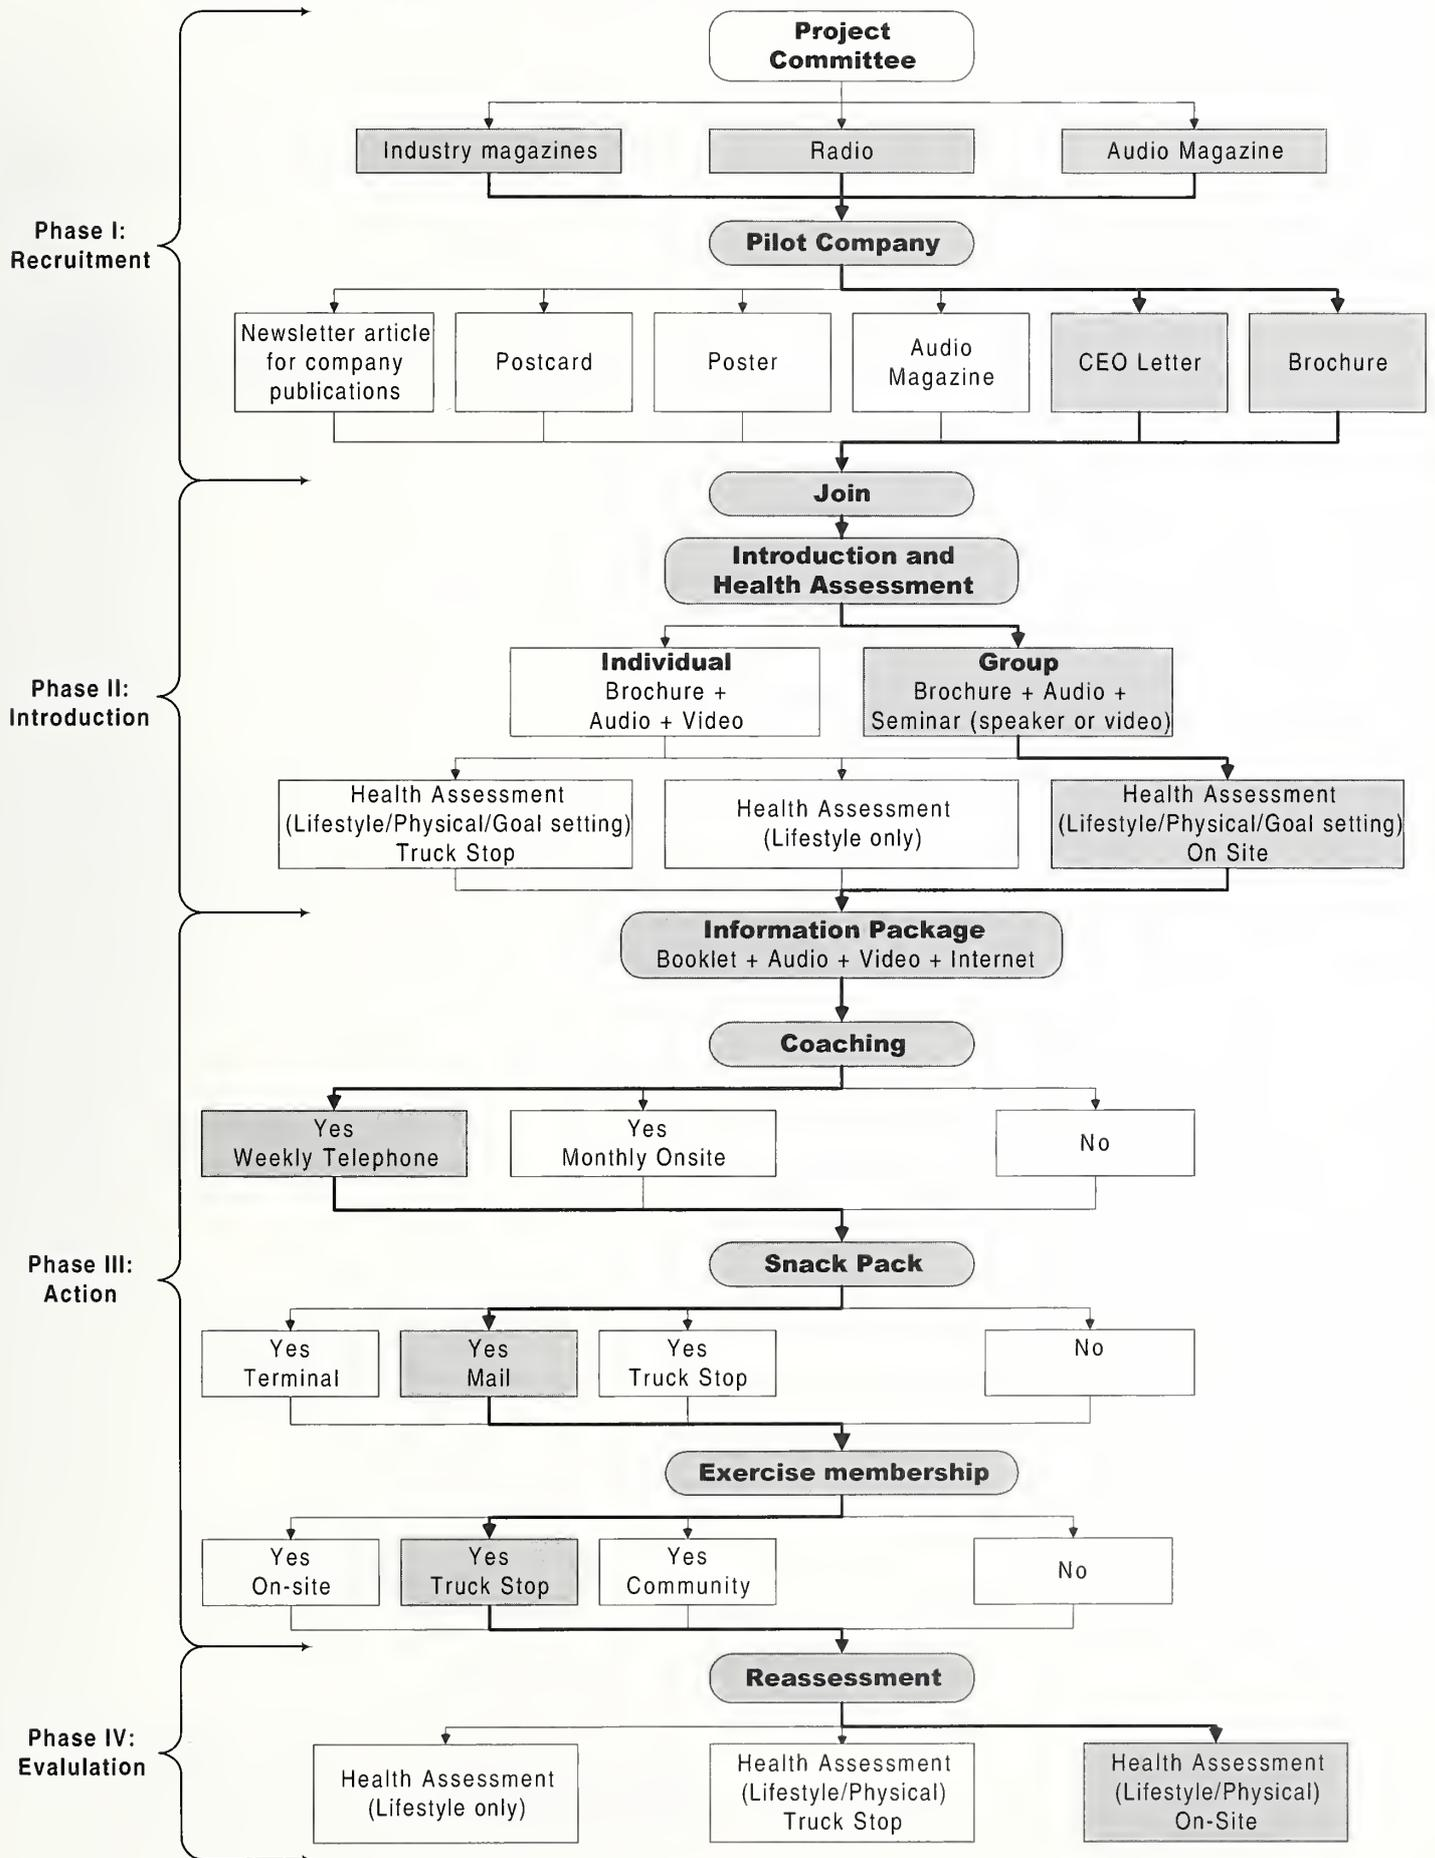 Project
Committee
Industry magazines
Radio
Audio Magazine
Phase I:
Recruitment
Pilot Company
Newsletter article
for company
publications
Postcard
Poster
Audio
Magazine
CEO Letter
Brochure
Join
Introduction and
Health Assessment
Phase II:
Introduction
Individual
Brochure +
Audio + Video
Group
Brochure + Audio +
Seminar (speaker or video)
Health Assessment
(Lifestyle/Physical/Goal setting)
Truck Stop
Health Assessment
(Lifestyle only)
Health Assessment
(Lifestyle/Physical/Goal setting)
On Site
Information Package
Booklet + Audio + Video + Internet
Coaching
Yes
Weekly Telephone
Yes
Monthly Onsite
No
Phase III:
Action
Snack Pack
Yes
Terminal
Yes
Mail
Yes
Truck Stop
No
Exercise membership
Yes
On-site
Yes
Truck Stop
Yes
Community
No
Reassessment
Phase IV:
Evalulation
Health Assessment
(Lifestyle only)
Health Assessment
(Lifestyle/Physical)
Truck Stop
Health Assessment
(Lifestyle/Physical)
On-Site